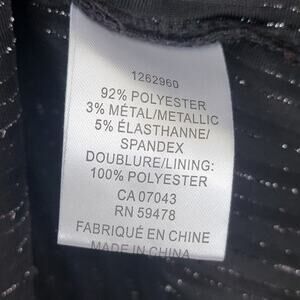 1262960
92% POLYESTER
3% MÉTAL/METALLIC
5% ÉLASTHANNE/
SPANDEX
DOUBLURE/LINING:
100% POLYESTER
CA 07043
RN 59478
FABRIQUÉ EN CHINE
MADE IN CHINA